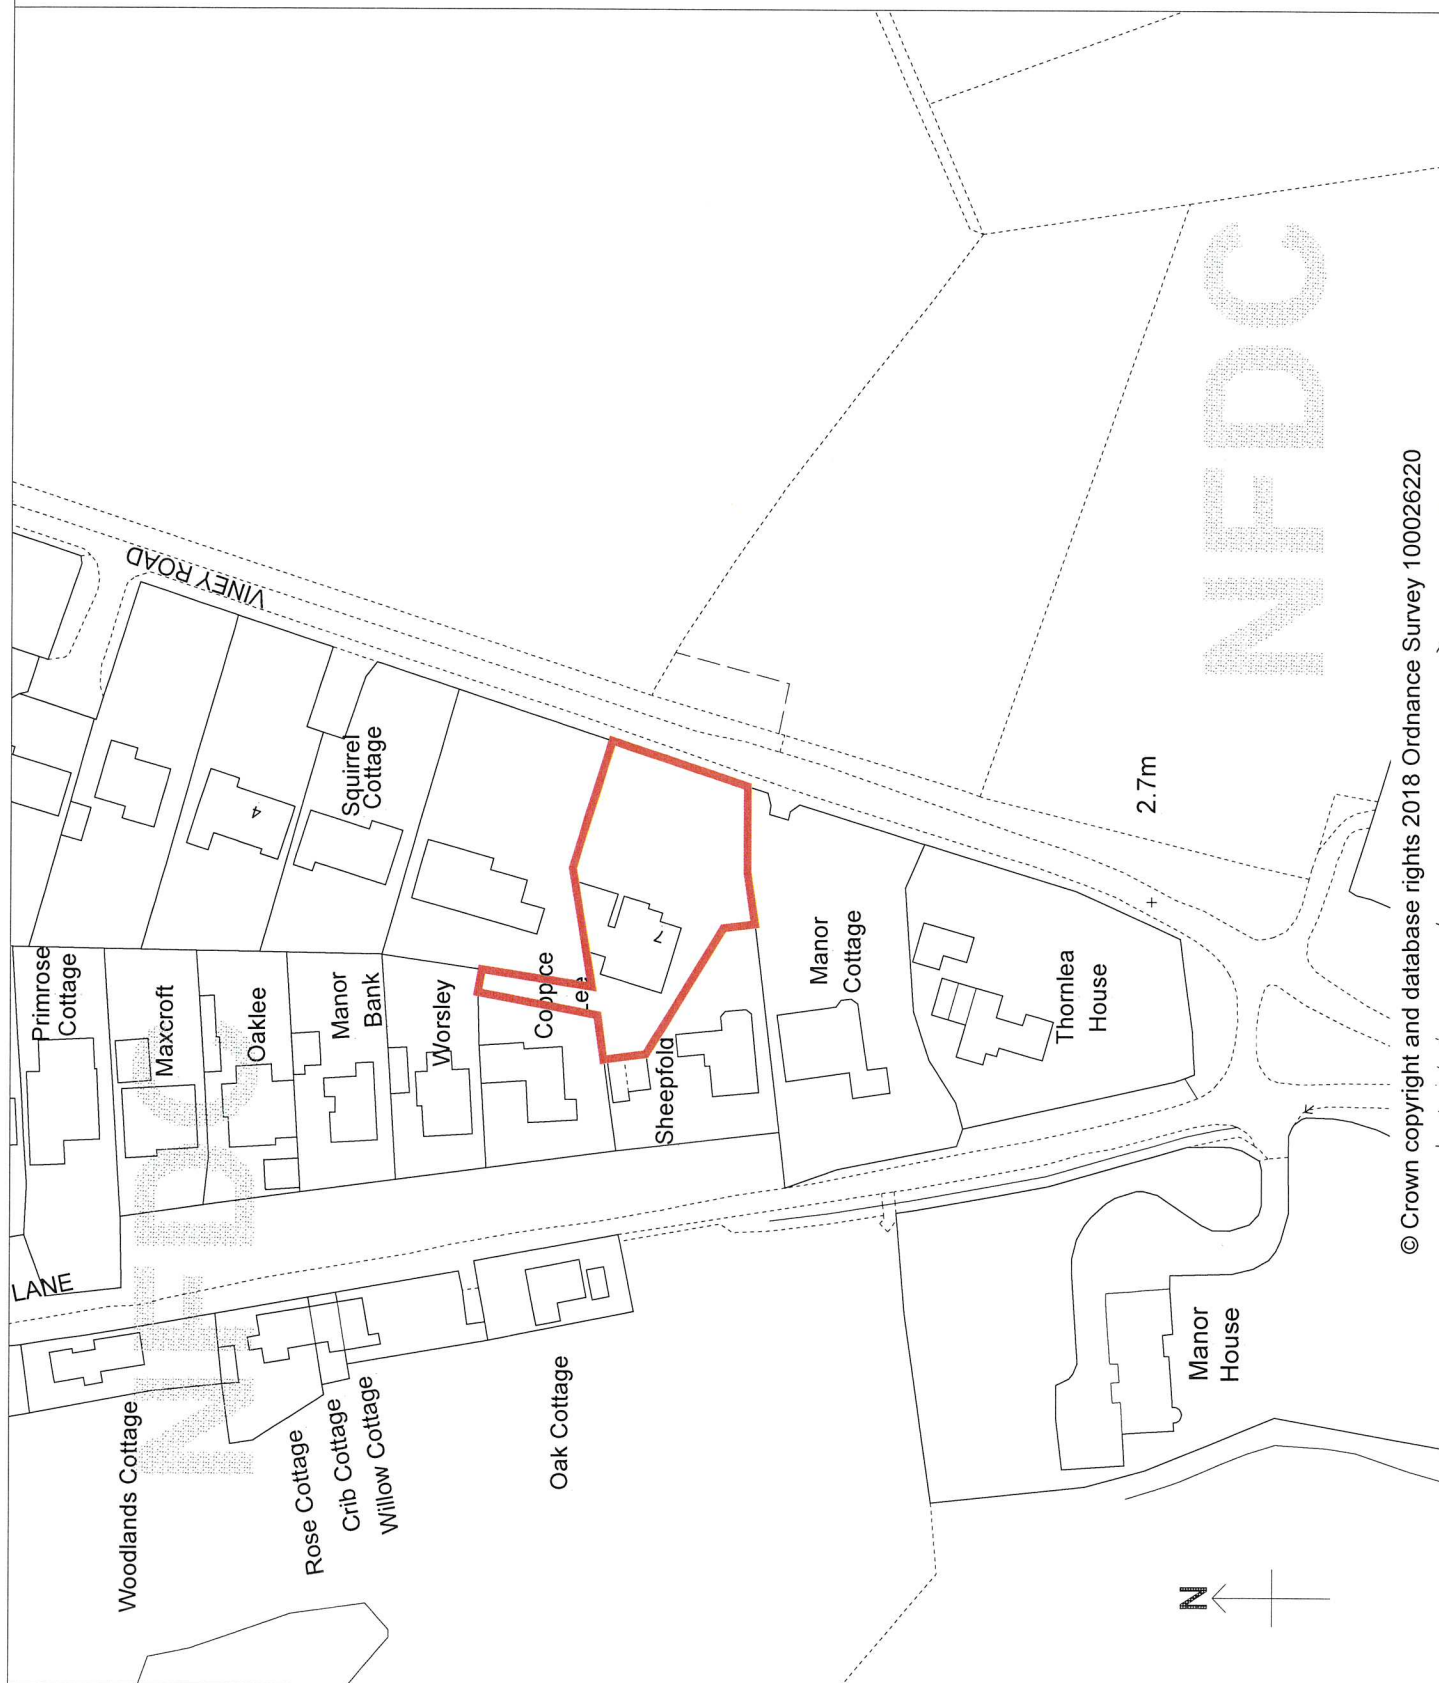 VINEY ROAD
Primrose
Cottage
4
Squirrel
Cottage
Maxcroft
Oaklee
Manor
Bank
Worsley
Coppice
Lee
7
Sheepfold
Manor
Cottage
Thornlea
House
2.7m
LANE
Woodlands Cottage
Rose Cottage
Crib Cottage
Willow Cottage
Oak Cottage
Manor
House
N
NFDC
NFDC
© Crown copyright and database rights 2018 Ordnance Survey 100026220